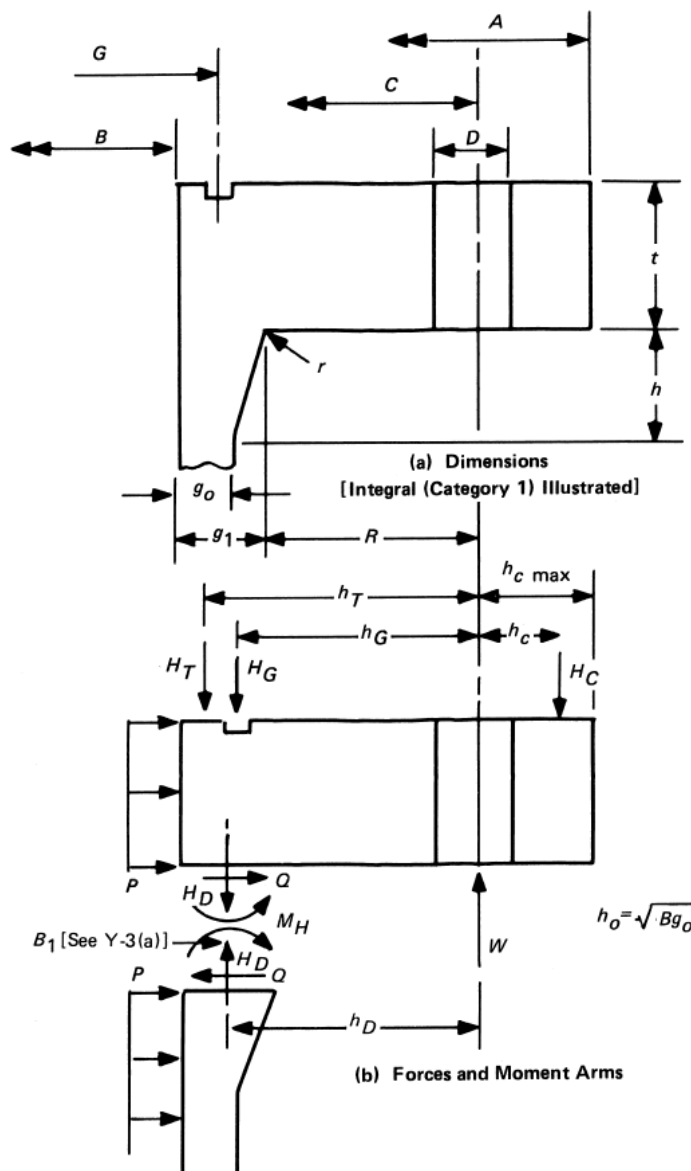 A
G
C
B
D
t
r
h
(a) Dimensions
[Integral (Category 1) Illustrated]
g_o
g_1
R
h_C max
h_T
h_G
h_c
H_T
H_G
H_C
P
Q
H_D
M_H
h_o = √Bg_o
B_1 [See Y-3(a)]
W
H_D
Q
P
h_D
(b) Forces and Moment Arms